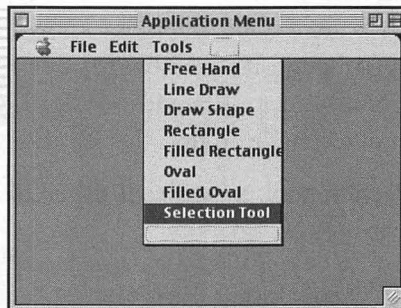 Application Menu
File Edit Tools
Free Hand
Line Draw
Draw Shape
Rectangle
Filled Rectangle
Oval
Filled Oval
Selection Tool